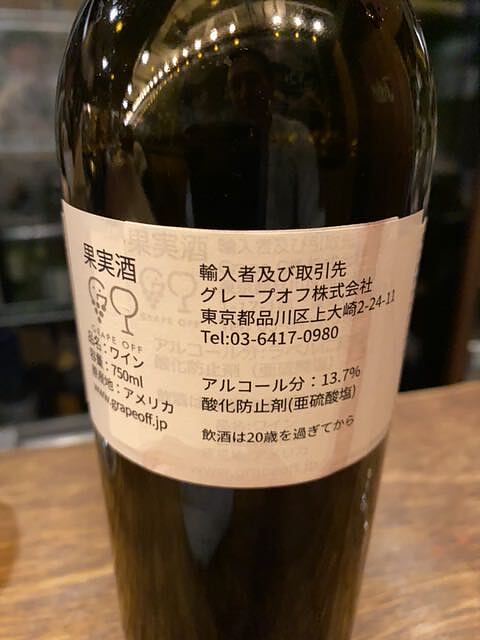 果実酒
GRAPE OFF
品名：ワイン
容量：750ml
原産地：アメリカ
www.grapeoff.jp
輸入者及び取引先
グレープオフ株式会社
東京都品川区上大崎2-24-11
Tel:03-6417-0980
アルコール分：13.7%
酸化防止剤(亜硫酸塩)
飲酒は20歳を過ぎてから